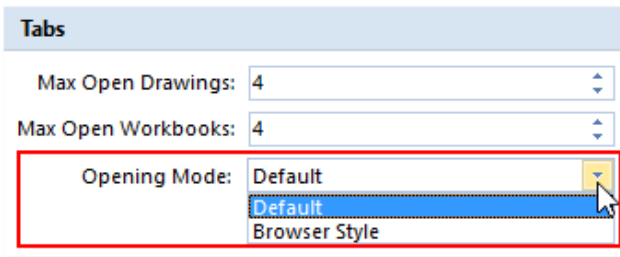 Tabs
Max Open Drawings: 4
Max Open Workbooks: 4
Opening Mode: Default
Default
Browser Style